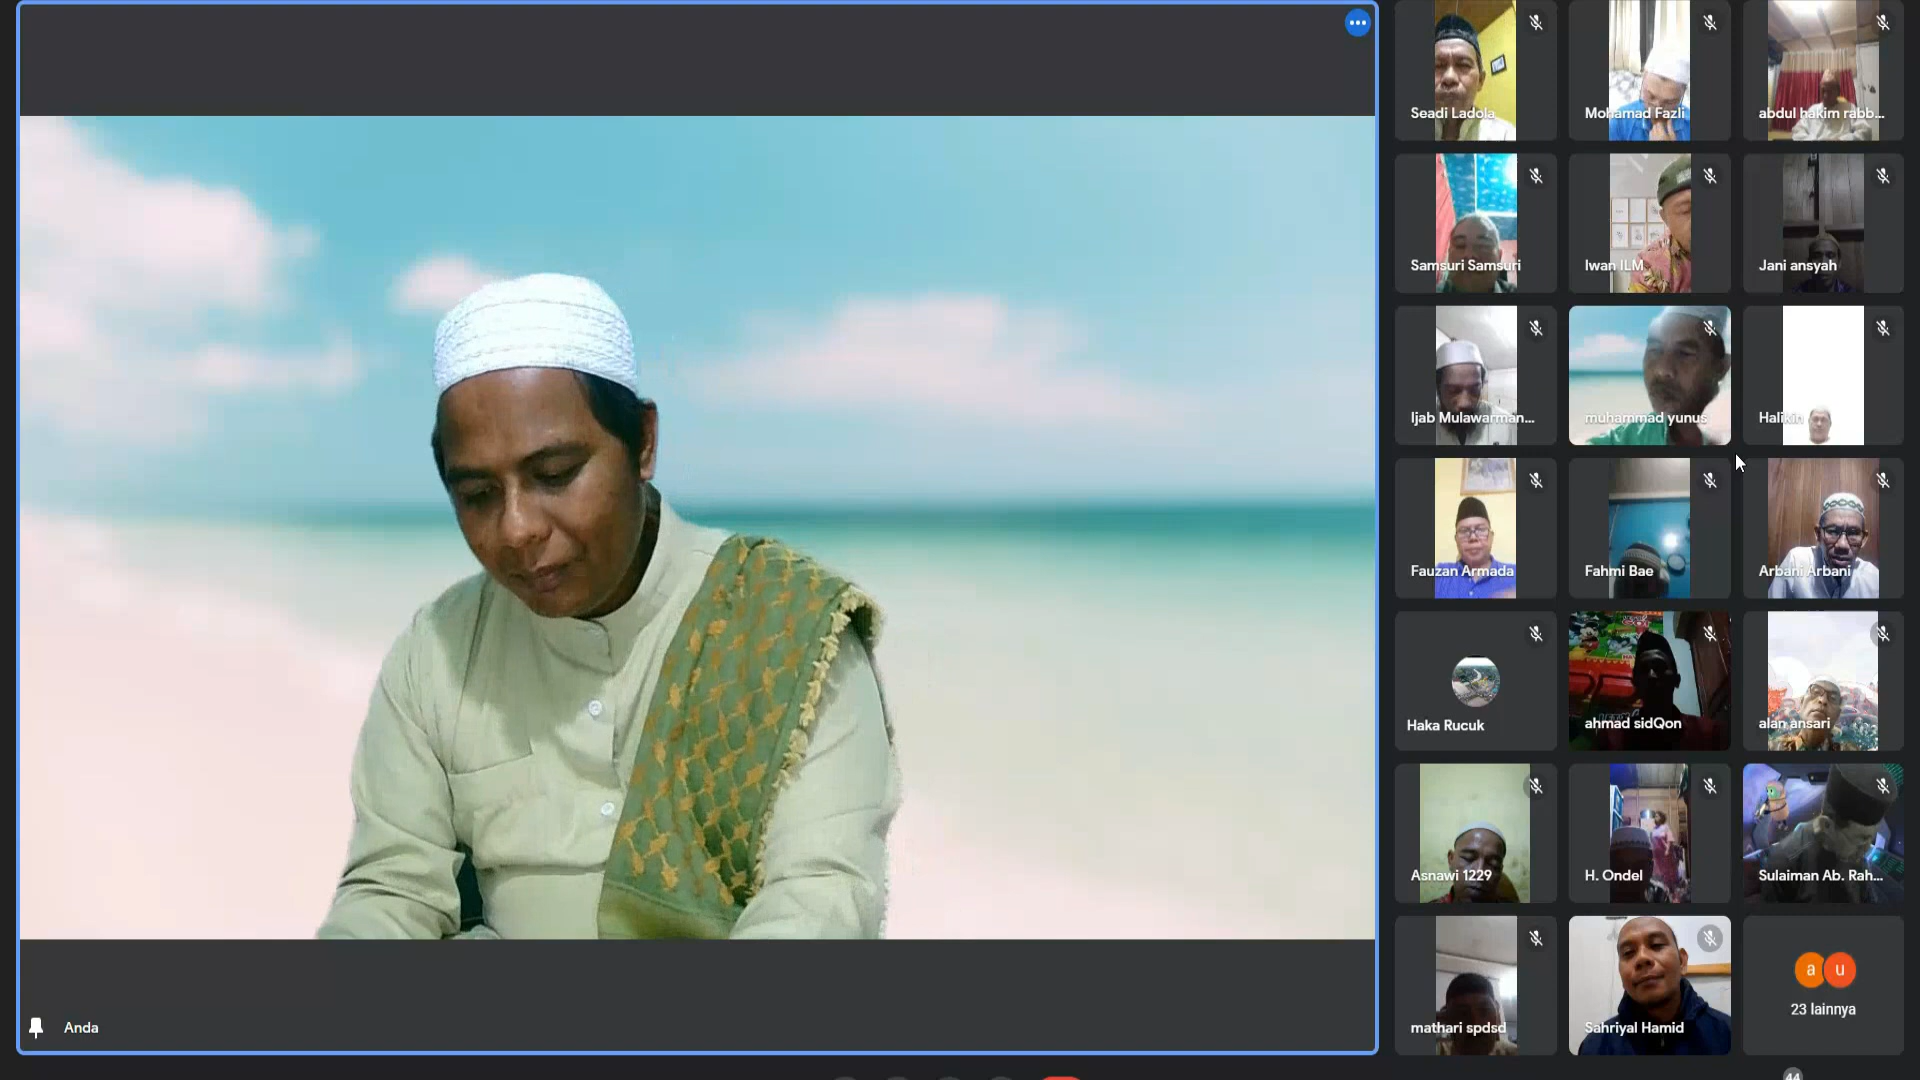 Seadi Ladola
Mohamad Fazli
abdul hakim rabb...
Samsuri Samsuri
Iwan ILM
Jani ansyah
Ijab Mulawarman...
muhammad yunus
Halikin
Fauzan Armada
Fahmi Bae
Arbani Arbani
Haka Rucuk
ahmad sidQon
alan ansari
Asnawi 1229
H. Ondel
Sulaiman Ab. Rah...
mathari spdsd
Sahriyal Hamid
a u
23 lainnya
Anda
44